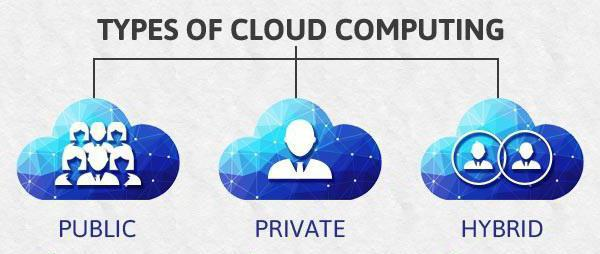 TYPES OF CLOUD COMPUTING
PUBLIC
PRIVATE
HYBRID